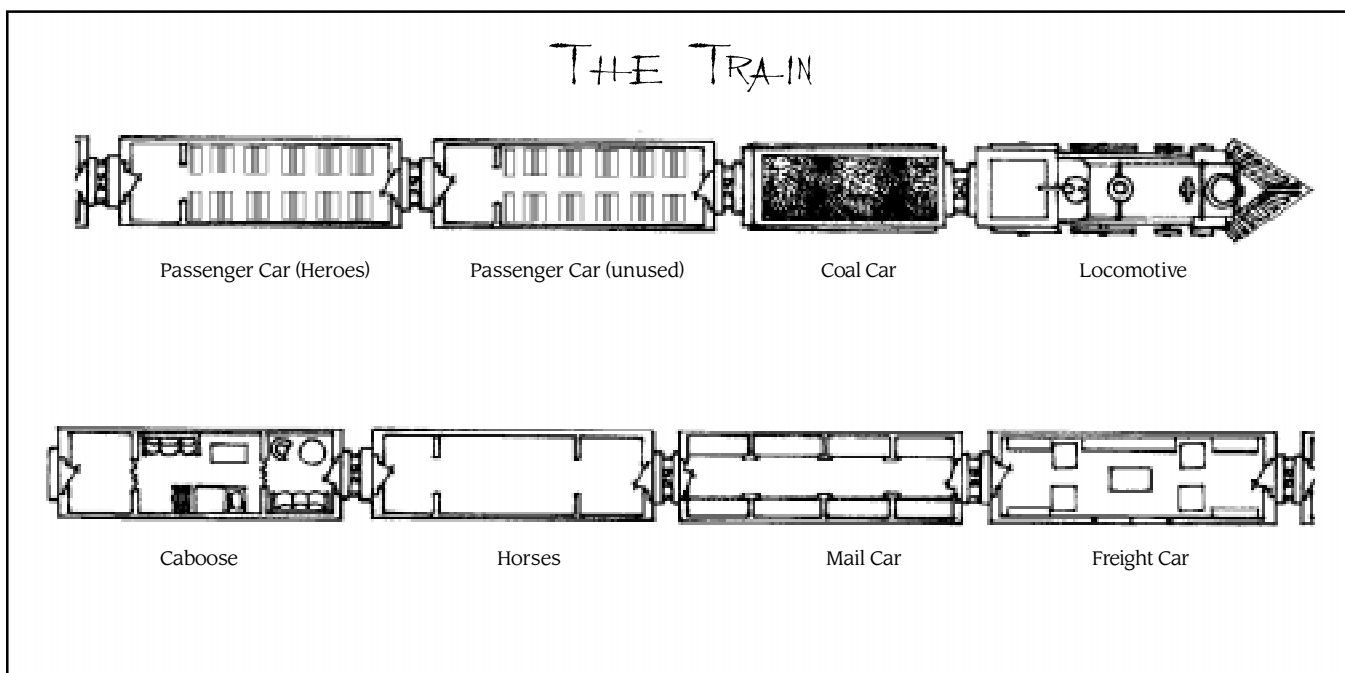 THE TRAIN
Passenger Car (Heroes) Passenger Car (unused) Coal Car Locomotive
Caboose Horses Mail Car Freight Car